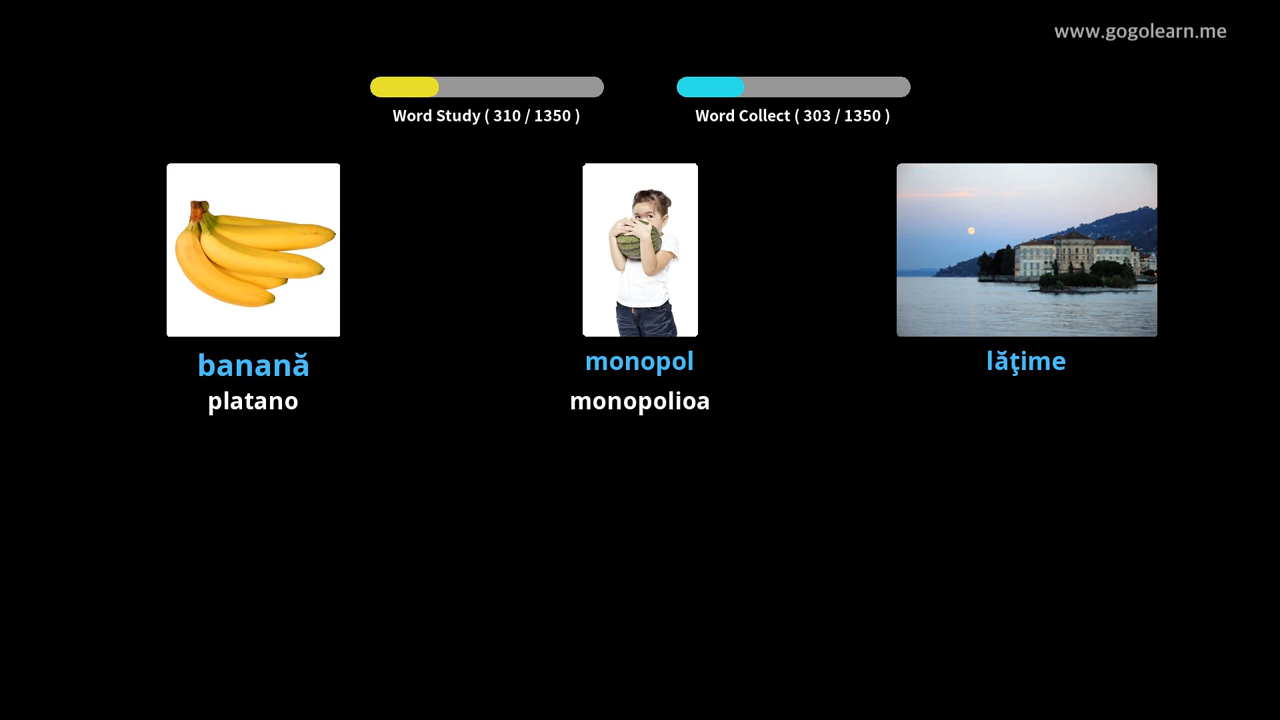 www.gogolearn.me
Word Study ( 310 / 1350 )
Word Collect ( 303 / 1350 )
banană
platano
monopol
monopolioa
lăţime